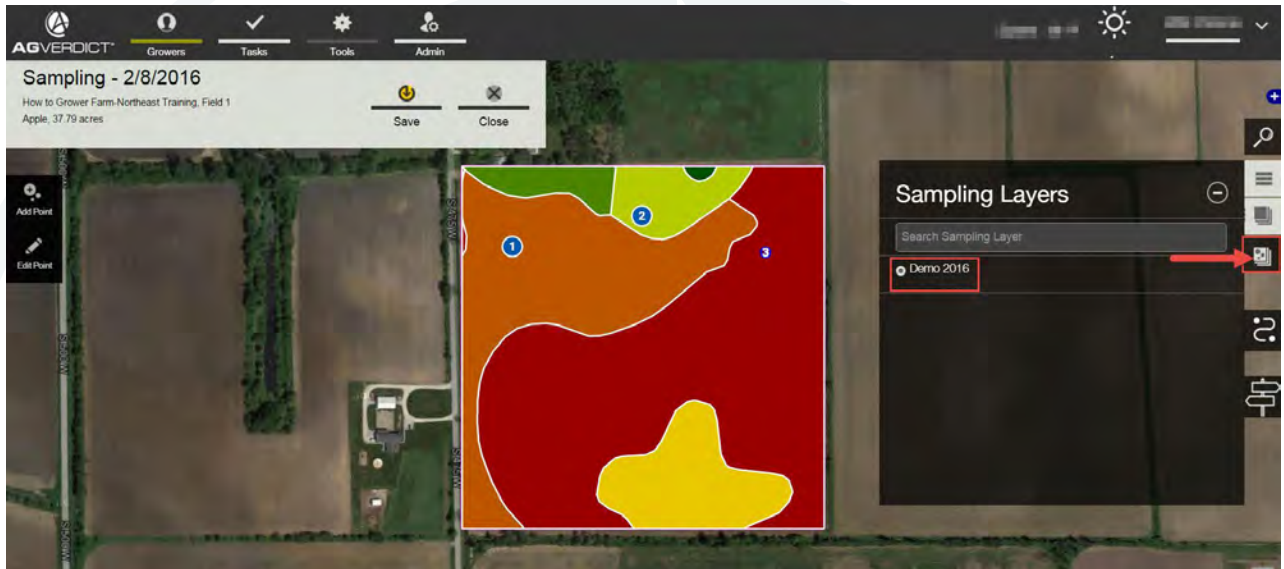 AGVERDICT
Growers
Tasks
Tools
Admin
Sampling - 2/8/2016
How to Grower Farm-Northeast Training, Field 1
Apple, 37.79 acres
Save
Close
Add Point
Edit Point
1
2
3
Sampling Layers
Search Sampling Layer
Demo 2016